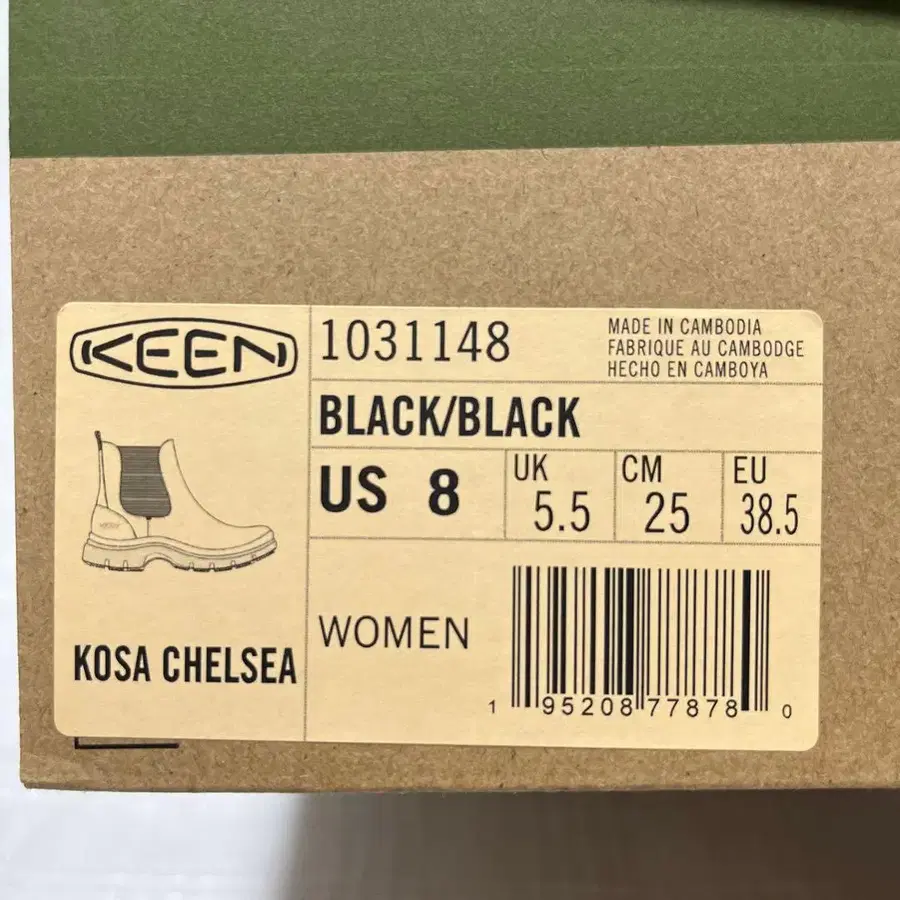 KEEN
1031148
MADE IN CAMBODIA
FABRIQUE AU CAMBODGE
HECHO EN CAMBOYA
BLACK/BLACK
US 8
UK 5.5
CM 25
EU 38.5
KOSA CHELSEA
WOMEN
1 95208 77878 0